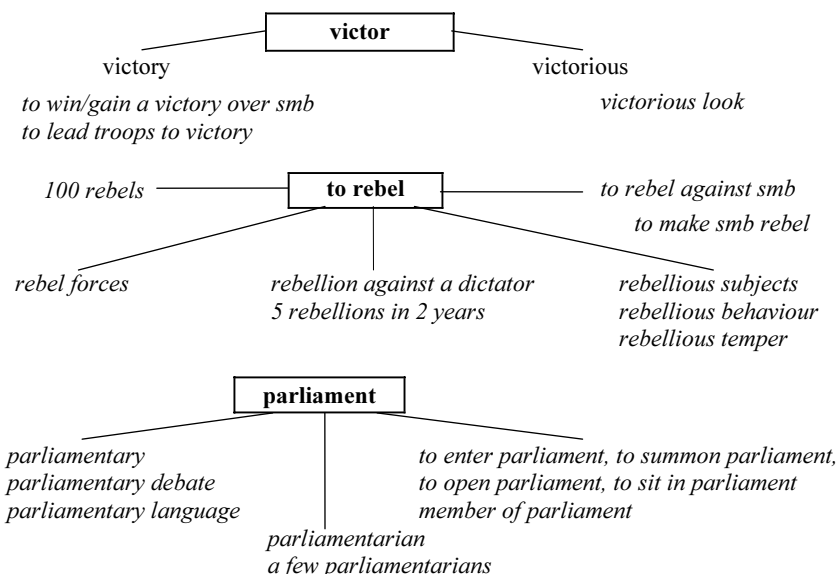 victor
victory
victorious
to win/gain a victory over smb
to lead troops to victory
victorious look
100 rebels
to rebel
to rebel against smb
to make smb rebel
rebel forces
rebellion against a dictator
5 rebellions in 2 years
rebellious subjects
rebellious behaviour
rebellious temper
parliament
parliamentary
parliamentary debate
parliamentary language
to enter parliament, to summon parliament,
to open parliament, to sit in parliament
member of parliament
parliamentarian
a few parliamentarians